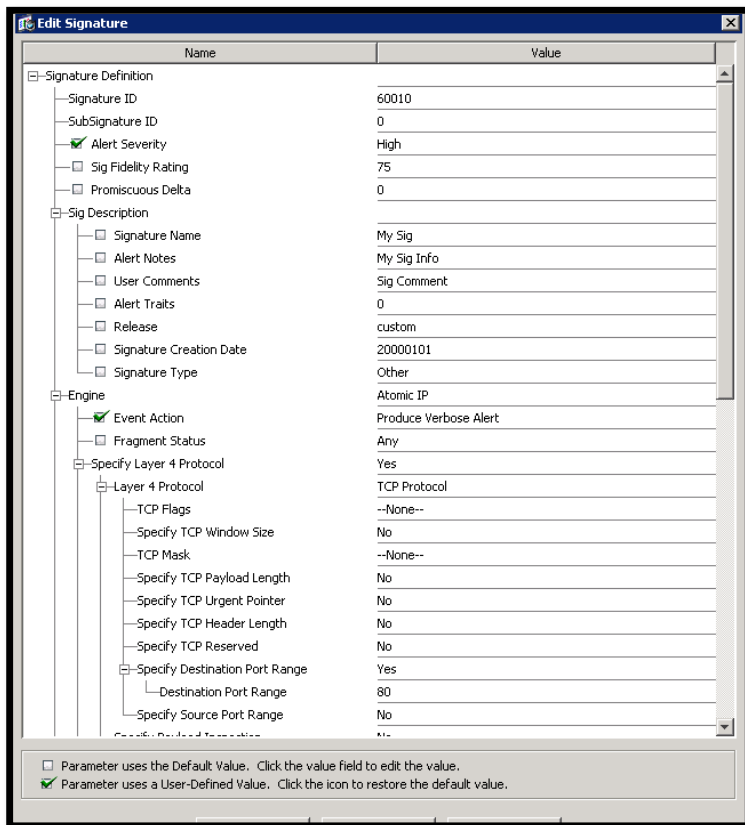 Edit Signature
Name Value
Signature Definition
Signature ID 60010
SubSignature ID 0
Alert Severity High
Sig Fidelity Rating 75
Promiscuous Delta 0
Sig Description
Signature Name My Sig
Alert Notes My Sig Info
User Comments Sig Comment
Alert Traits 0
Release custom
Signature Creation Date 20000101
Signature Type Other
Engine Atomic IP
Event Action Produce Verbose Alert
Fragment Status Any
Specify Layer 4 Protocol Yes
Layer 4 Protocol TCP Protocol
TCP Flags --None--
Specify TCP Window Size No
TCP Mask --None--
Specify TCP Payload Length No
Specify TCP Urgent Pointer No
Specify TCP Header Length No
Specify TCP Reserved No
Specify Destination Port Range Yes
Destination Port Range 80
Specify Source Port Range No
Specify Payload Inspection No
Parameter uses the Default Value. Click the value field to edit the value.
Parameter uses a User-Defined Value. Click the icon to restore the default value.